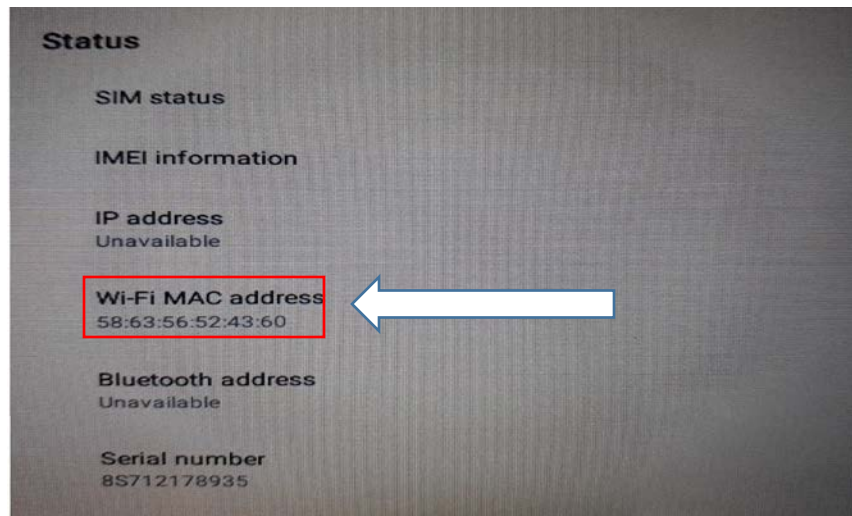 Status
SIM status
IMEI information
IP address
Unavailable
Wi-Fi MAC address
58:63:56:52:43:60
Bluetooth address
Unavailable
Serial number
8S712178935